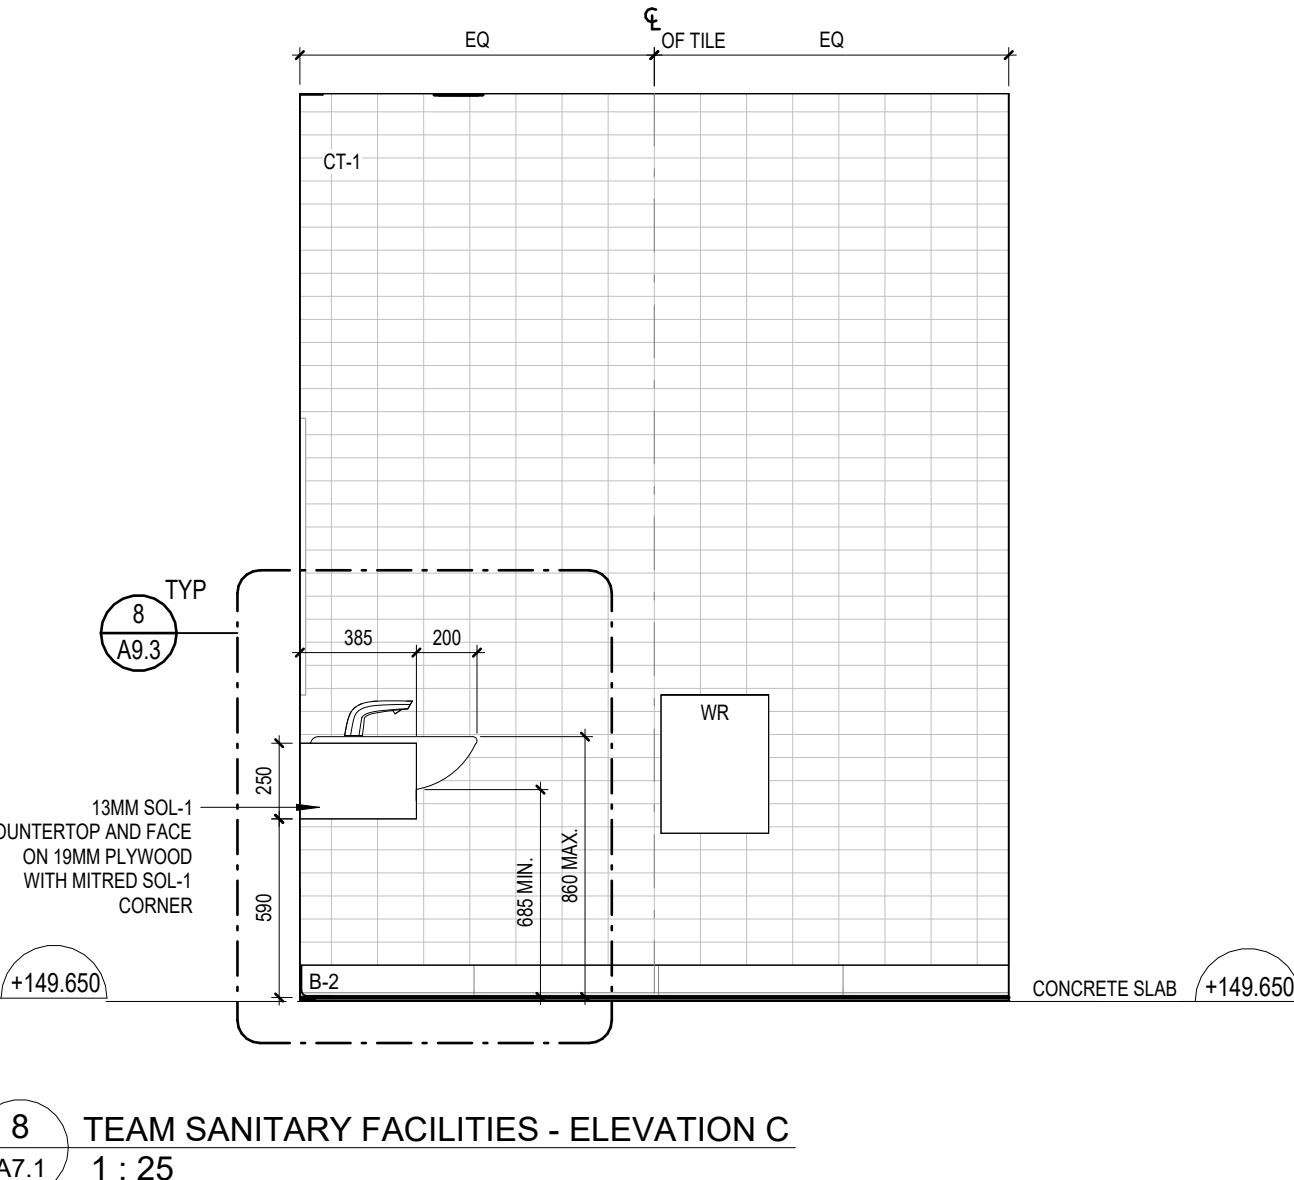 ℄
EQ
OF TILE
EQ
CT-1
TYP
8
A9.3
385
200
WR
250
13MM SOL-1
OUNTERTOP AND FACE
ON 19MM PLYWOOD
WITH MITRED SOL-1
CORNER
590
685 MIN.
860 MAX.
+149.650
B-2
CONCRETE SLAB
+149.650
8
TEAM SANITARY FACILITIES - ELEVATION C
A7.1
1 : 25